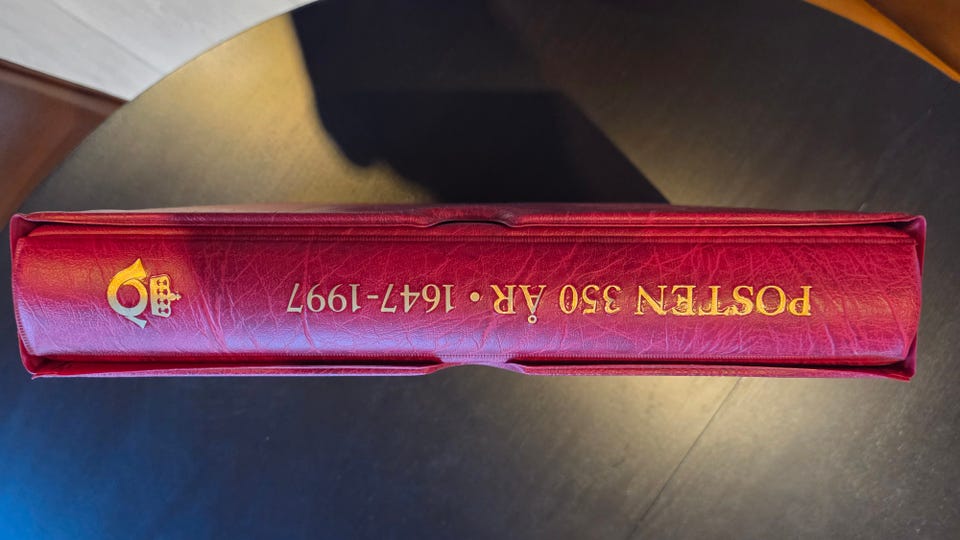 POSTEN 350 ÅR • 1647-1997